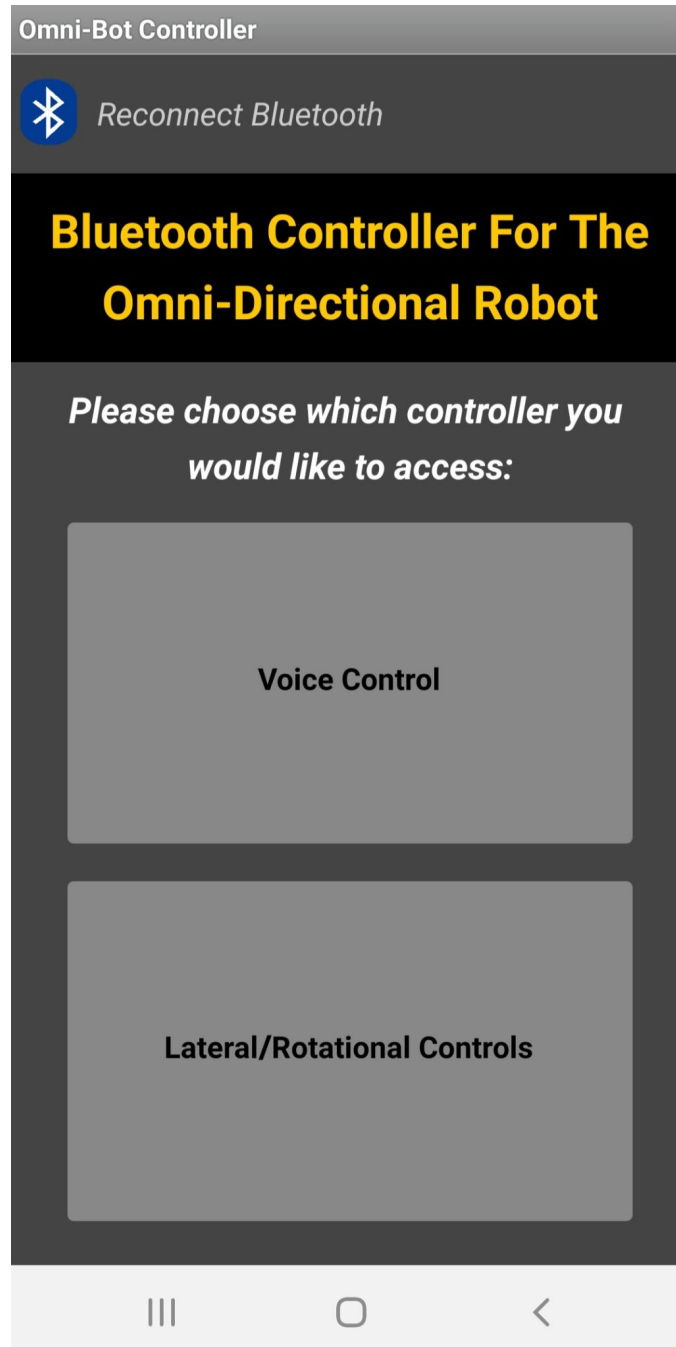 Omni-Bot Controller
Reconnect Bluetooth
Bluetooth Controller For The
Omni-Directional Robot
Please choose which controller you
would like to access:
Voice Control
Lateral/Rotational Controls